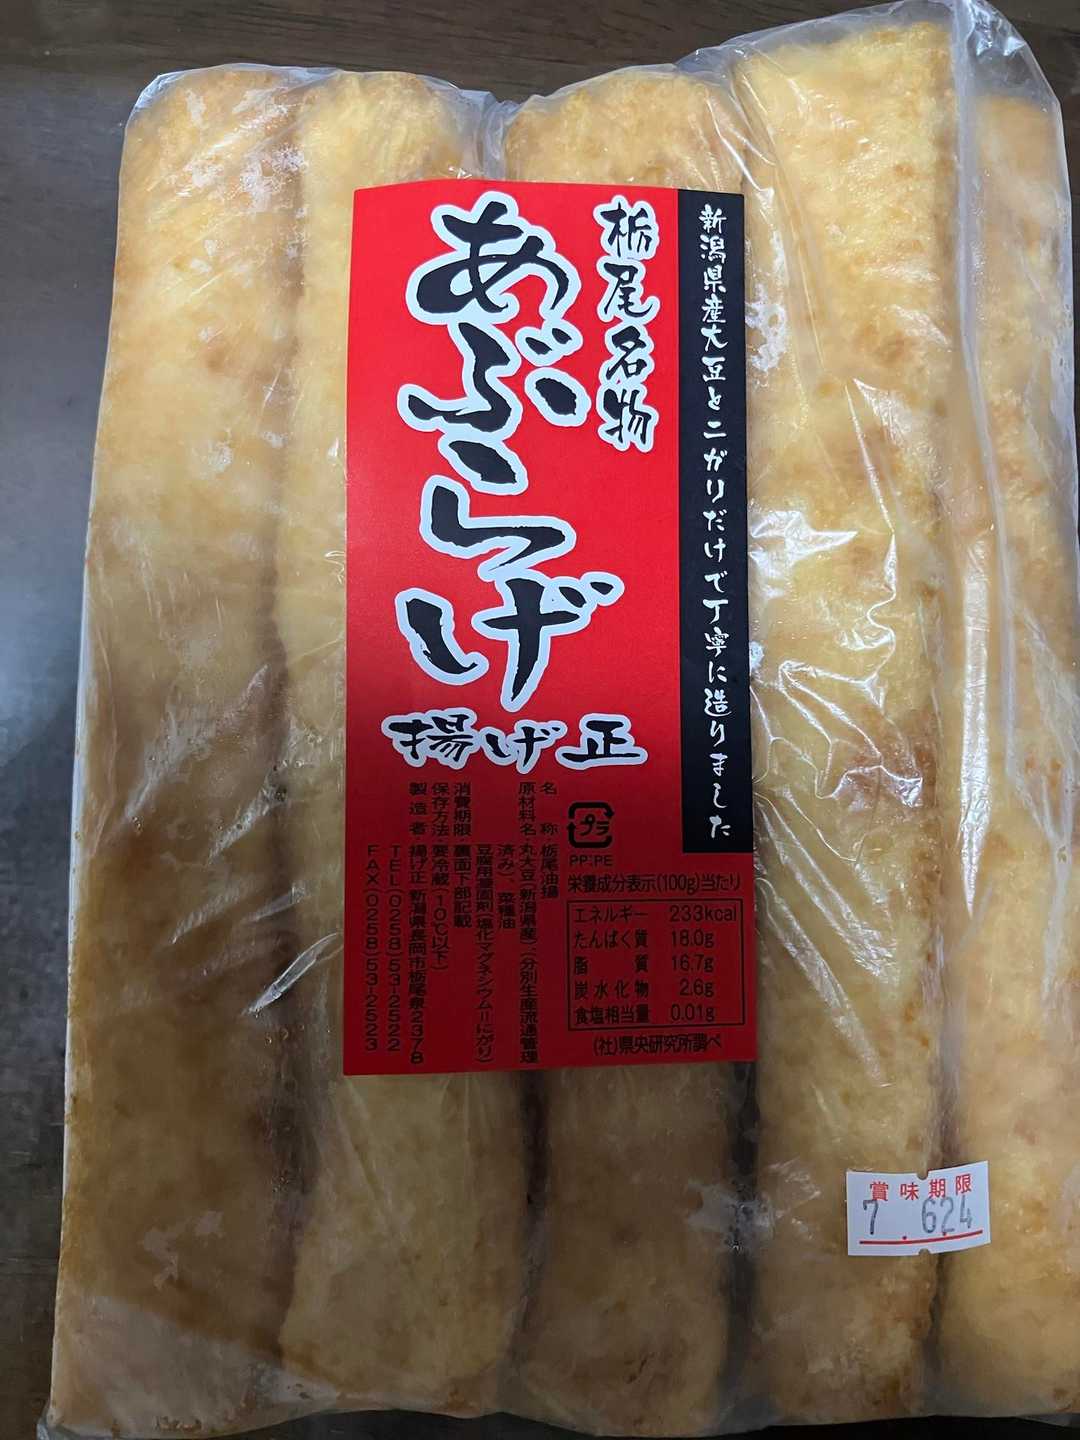 新潟県産大豆とニガリだけで丁寧に造りました
栃尾名物
あぶらげ
揚げ正
プラ
PP:PE
名称 栃尾油揚
原材料名 丸大豆(新潟県産)(分別生産流通管理
済み)、菜種油
豆腐用凝固剤(塩化マグネシウム=にがり)
消費期限 裏面下部記載
保存方法 要冷蔵(10℃以下)
製造者 揚げ正 新潟県長岡市栃尾泉2378
TEL(0258)53-2522
FAX(0258)53-2523
栄養成分表示(100g)当たり
エネルギー 233kcal
たんぱく質 18.0g
脂質 16.7g
炭水化物 2.6g
食塩相当量 0.01g
(社)県央研究所調べ
賞味期限
7.6.24